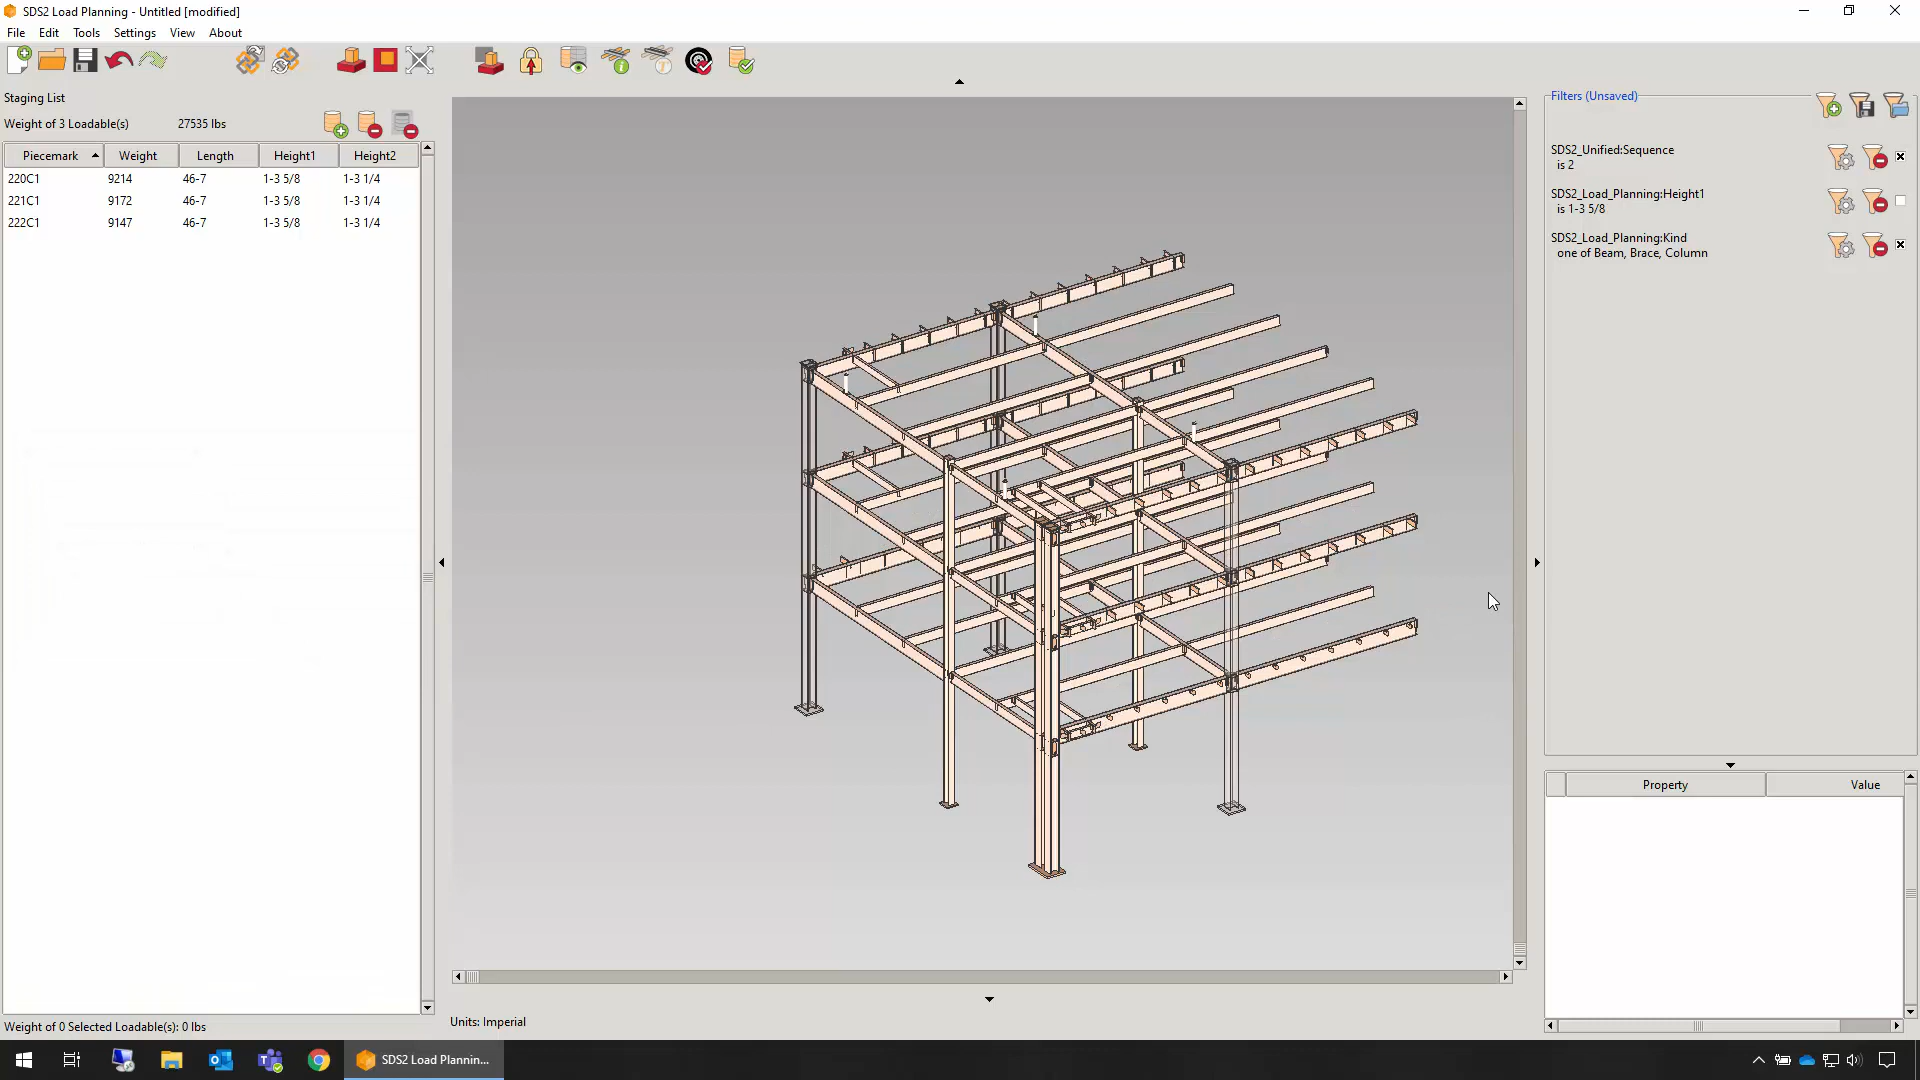 SDS2 Load Planning - Untitled [modified]
File Edit Tools Settings View About
Staging List
Weight of 3 Loadable(s) 27535 lbs
Piecemark Weight Length Height1 Height2
220C1 9214 46-7 1-3 5/8 1-3 1/4
221C1 9172 46-7 1-3 5/8 1-3 1/4
222C1 9147 46-7 1-3 5/8 1-3 1/4
Weight of 0 Selected Loadable(s): 0 lbs
Units: Imperial
Filters (Unsaved)
SDS2_Unified:Sequence
is 2
SDS2_Load_Planning:Height1
is 1-3 5/8
SDS2_Load_Planning:Kind
one of Beam, Brace, Column
Property Value
SDS2 Load Plannin...